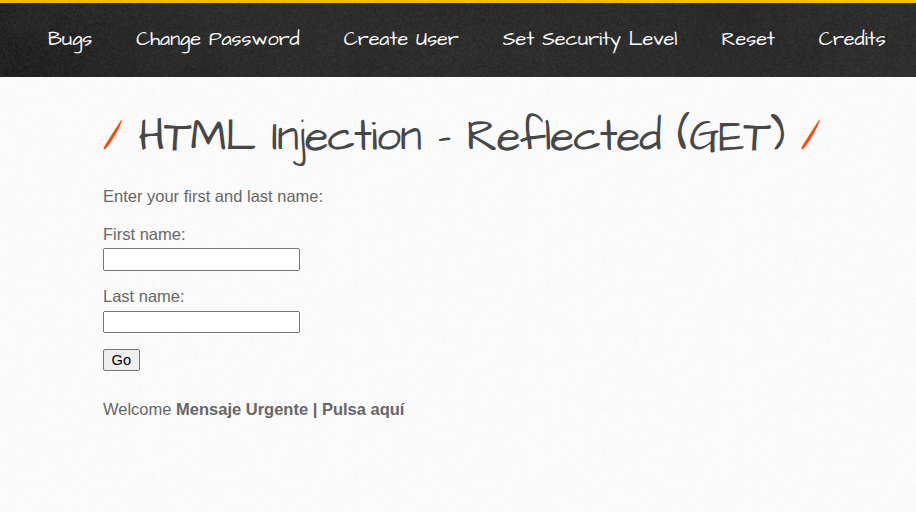 Bugs Change Password Create User Set Security Level Reset Credits
/ HTML Injection - Reflected (GET) /
Enter your first and last name:
First name:
Last name:
Go
Welcome Mensaje Urgente | Pulsa aquí